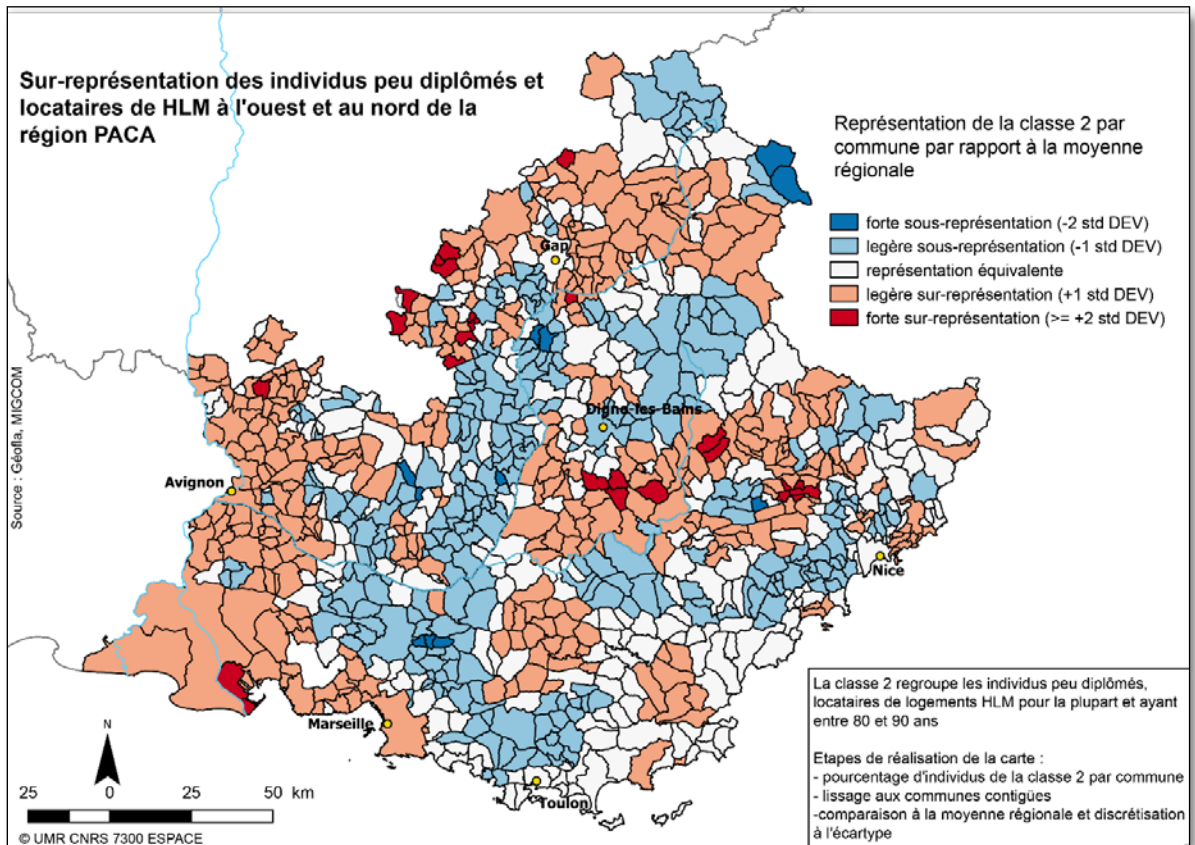 Sur-représentation des individus peu diplômés et
locataires de HLM à l'ouest et au nord de la
région PACA
Représentation de la classe 2 par
commune par rapport à la moyenne
régionale
forte sous-représentation (-2 std DEV)
legère sous-représentation (-1 std DEV)
représentation équivalente
legère sur-représentation (+1 std DEV)
forte sur-représentation (>= +2 std DEV)
Gap
Digne-les-Bains
Avignon
Nice
Marseille
Toulon
Source : Géofla, MIGCOM
N
25 0 25 50 km
© UMR CNRS 7300 ESPACE
La classe 2 regroupe les individus peu diplômés,
locataires de logements HLM pour la plupart et ayant
entre 80 et 90 ans
Etapes de réalisation de la carte :
- pourcentage d'individus de la classe 2 par commune
- lissage aux communes contigües
-comparaison à la moyenne régionale et discrétisation
à l'écartype